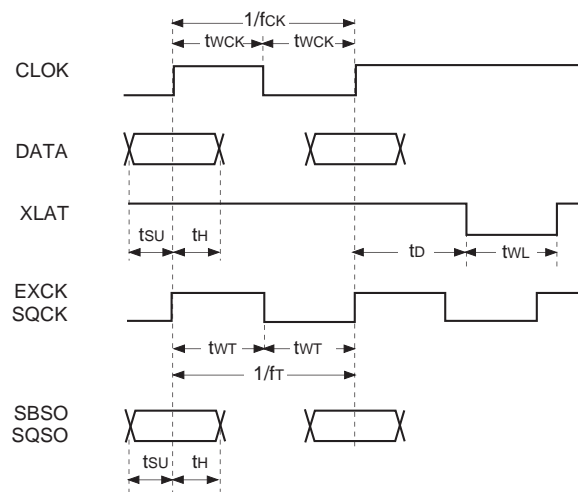 1/fCK
tWCK tWCK
CLOK
DATA
XLAT
tSU tH tD tWL
EXCK
SQCK
tWT tWT
1/fT
SBSO
SQSO
tSU tH